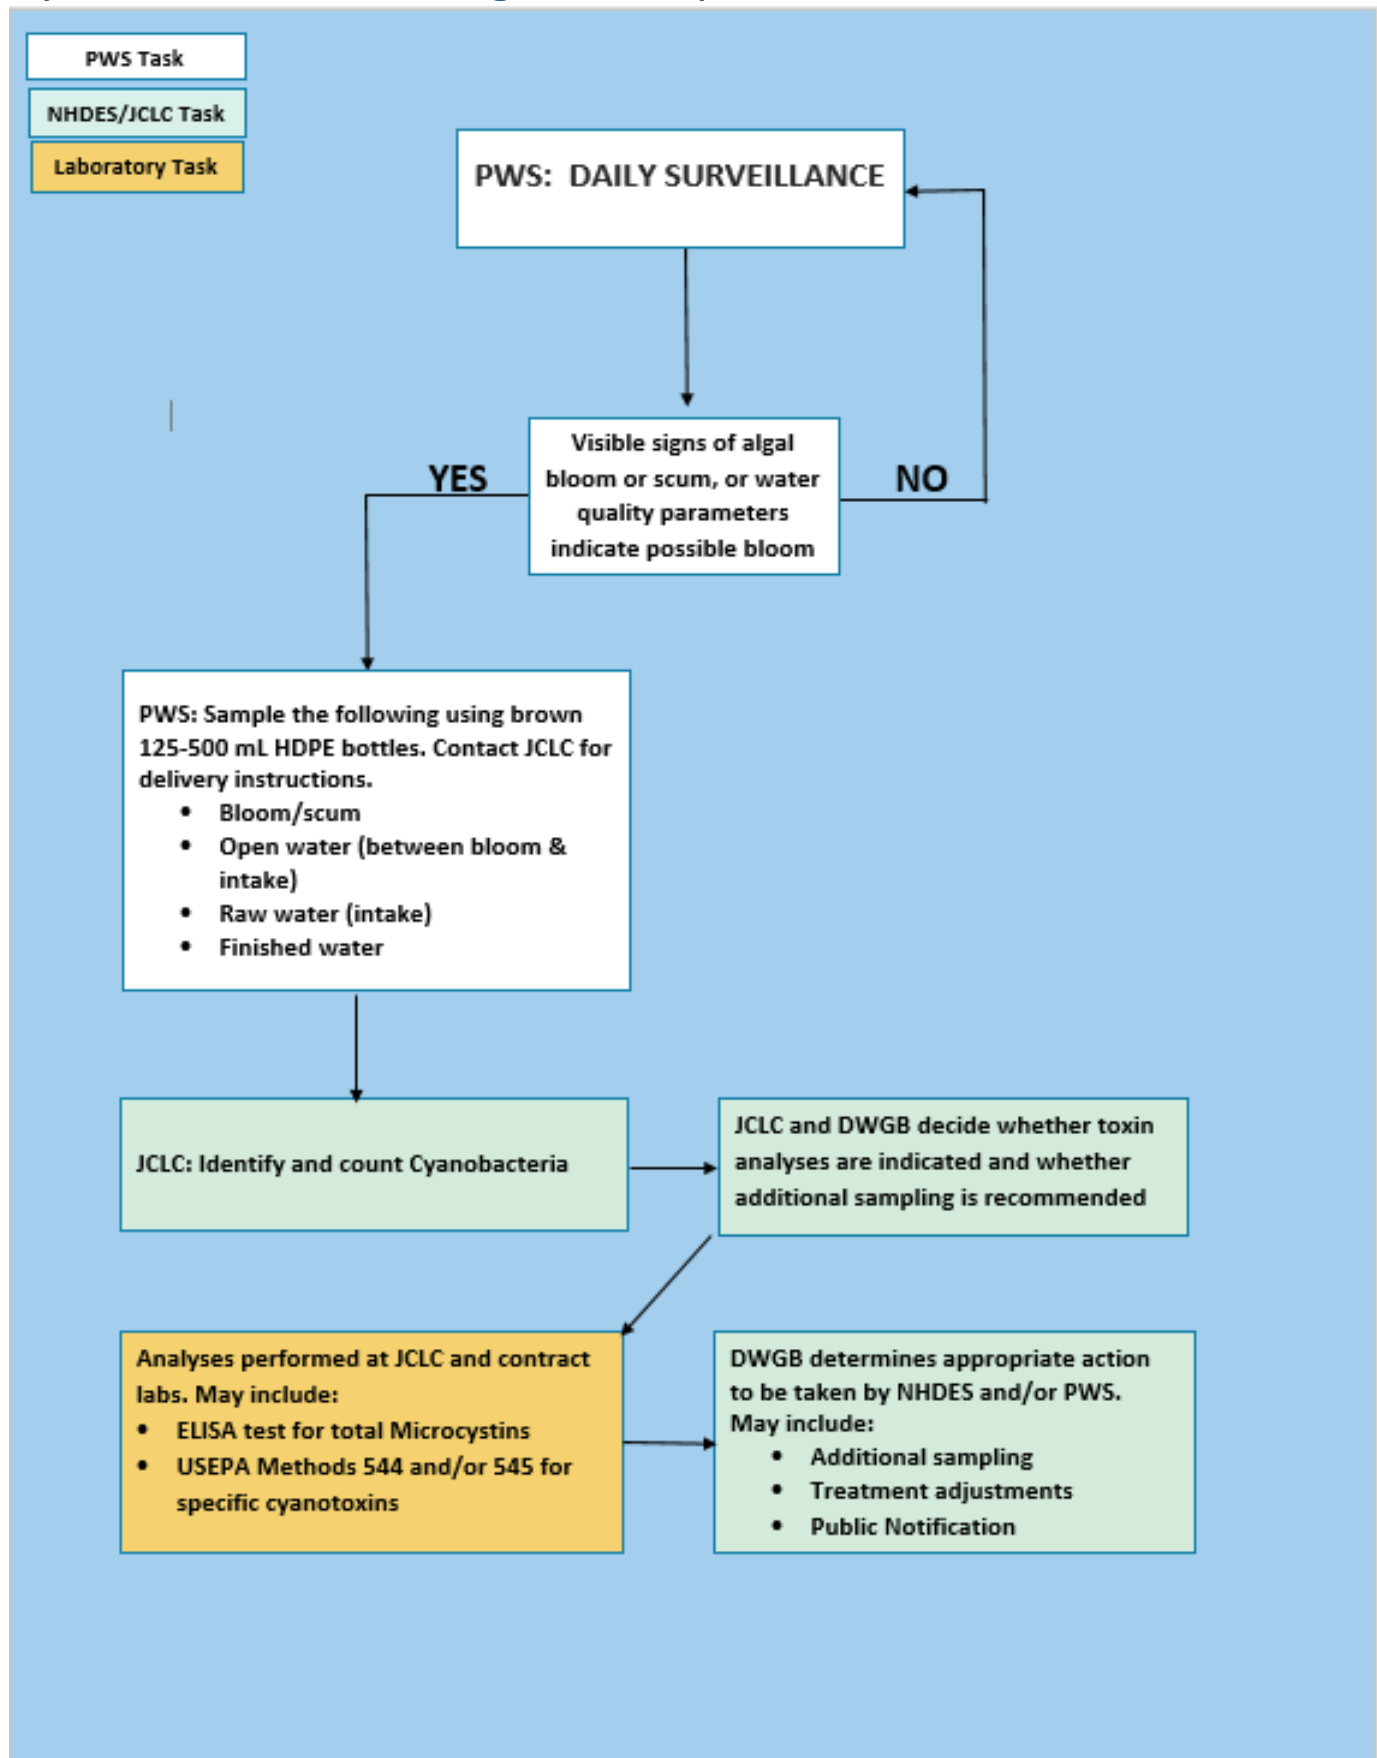 PWS Task
NHDES/JCLC Task
Laboratory Task
PWS: DAILY SURVEILLANCE
Visible signs of algal
bloom or scum, or water
quality parameters
indicate possible bloom
YES
NO
PWS: Sample the following using brown
125-500 mL HDPE bottles. Contact JCLC for
delivery instructions.
• Bloom/scum
• Open water (between bloom &
intake)
• Raw water (intake)
• Finished water
JCLC: Identify and count Cyanobacteria
JCLC and DWGB decide whether toxin
analyses are indicated and whether
additional sampling is recommended
Analyses performed at JCLC and contract
labs. May include:
• ELISA test for total Microcystins
• USEPA Methods 544 and/or 545 for
specific cyanotoxins
DWGB determines appropriate action
to be taken by NHDES and/or PWS.
May include:
• Additional sampling
• Treatment adjustments
• Public Notification